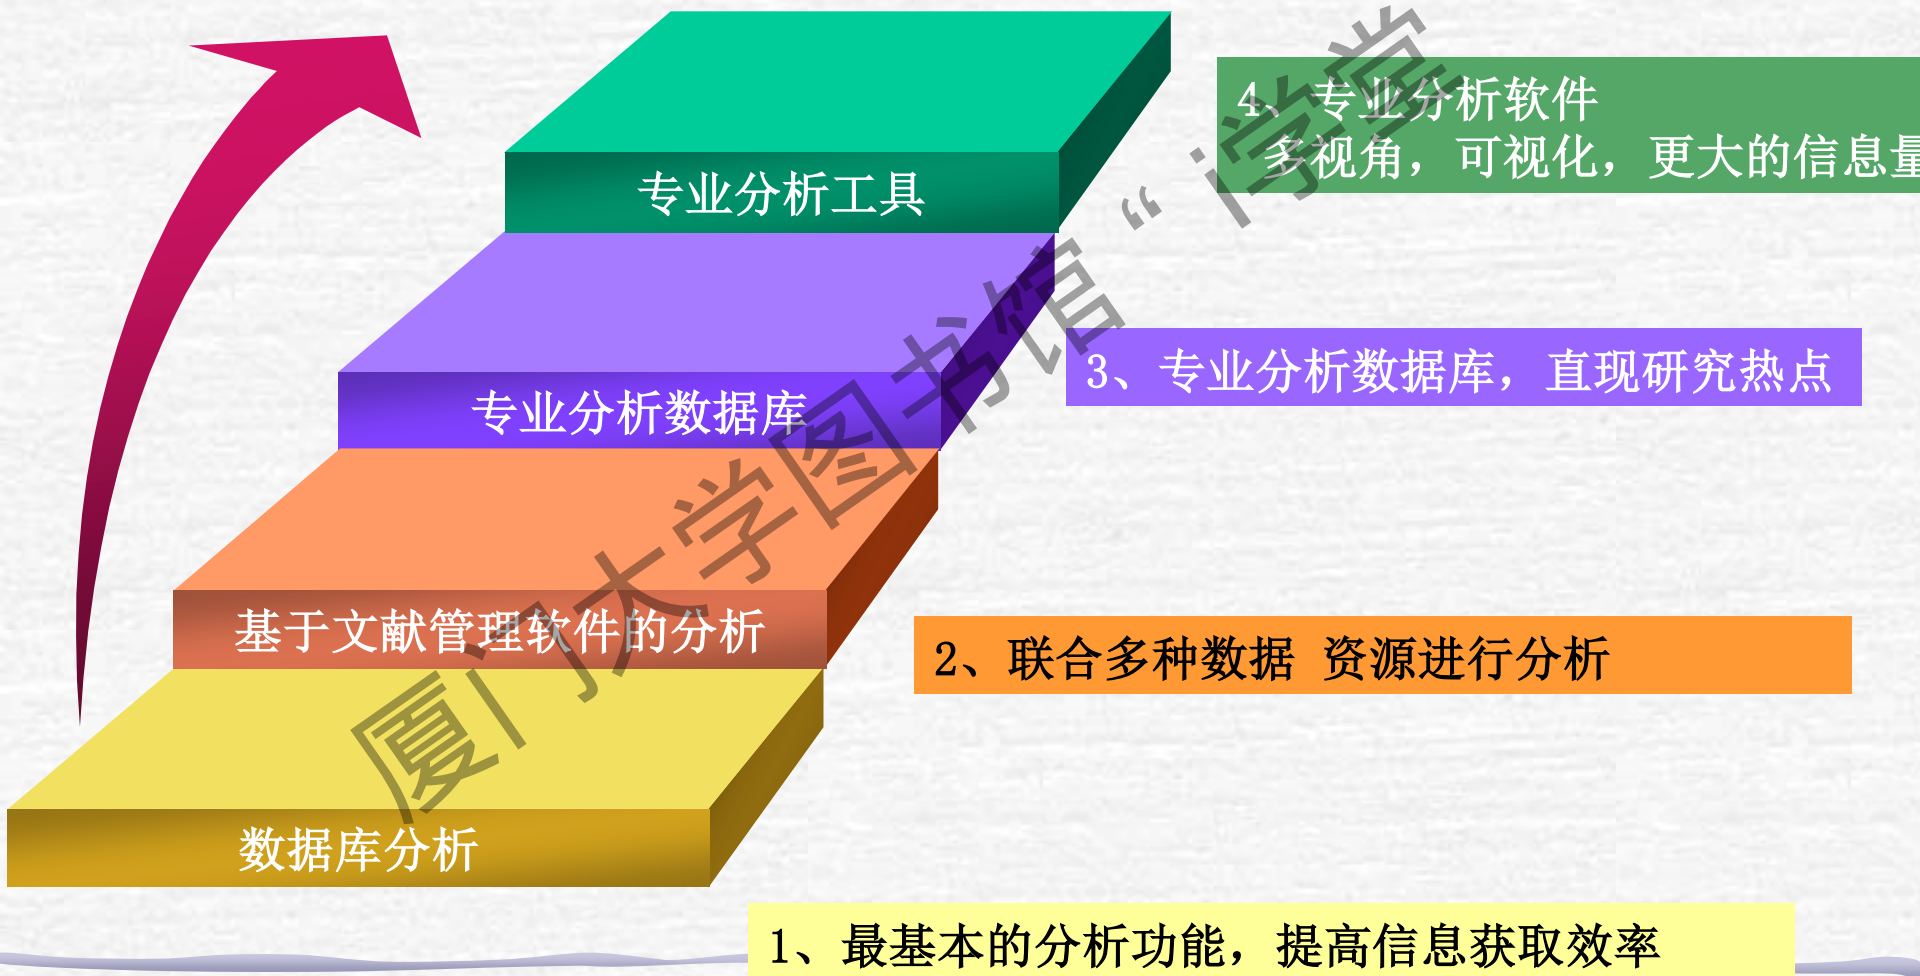 4、专业分析软件
多视角，可视化，更大的信息量
专业分析工具
3、专业分析数据库，直现研究热点
专业分析数据库
基于文献管理软件的分析
2、联合多种数据 资源进行分析
数据库分析
1、最基本的分析功能，提高信息获取效率
厦门大学图书馆“i学堂